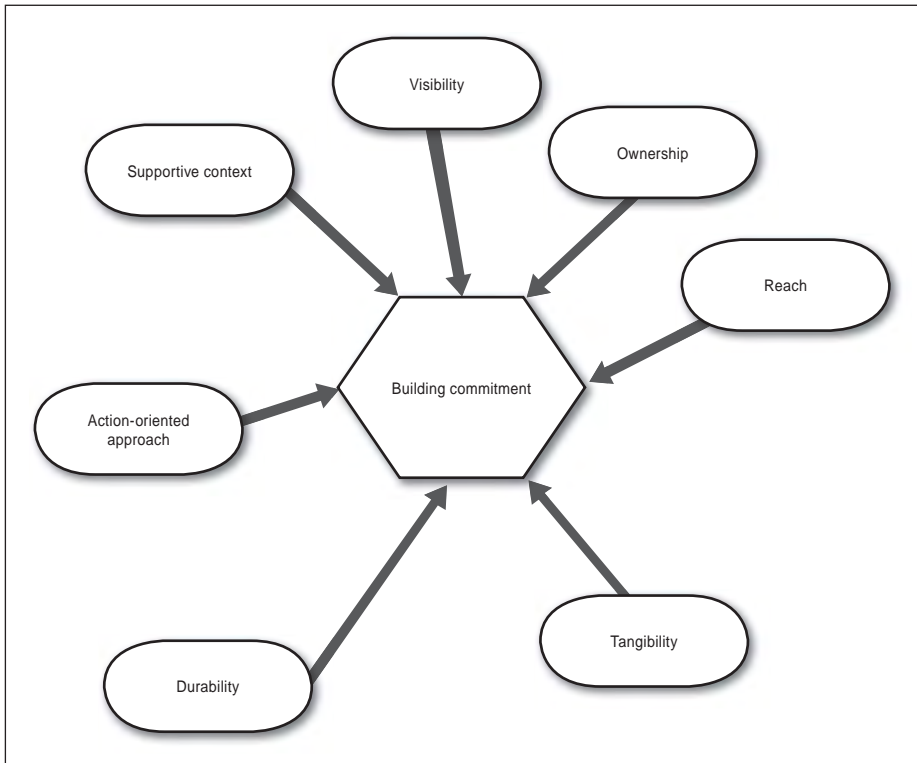 Visibility
Ownership
Supportive context
Reach
Building commitment
Action-oriented
approach
Tangibility
Durability